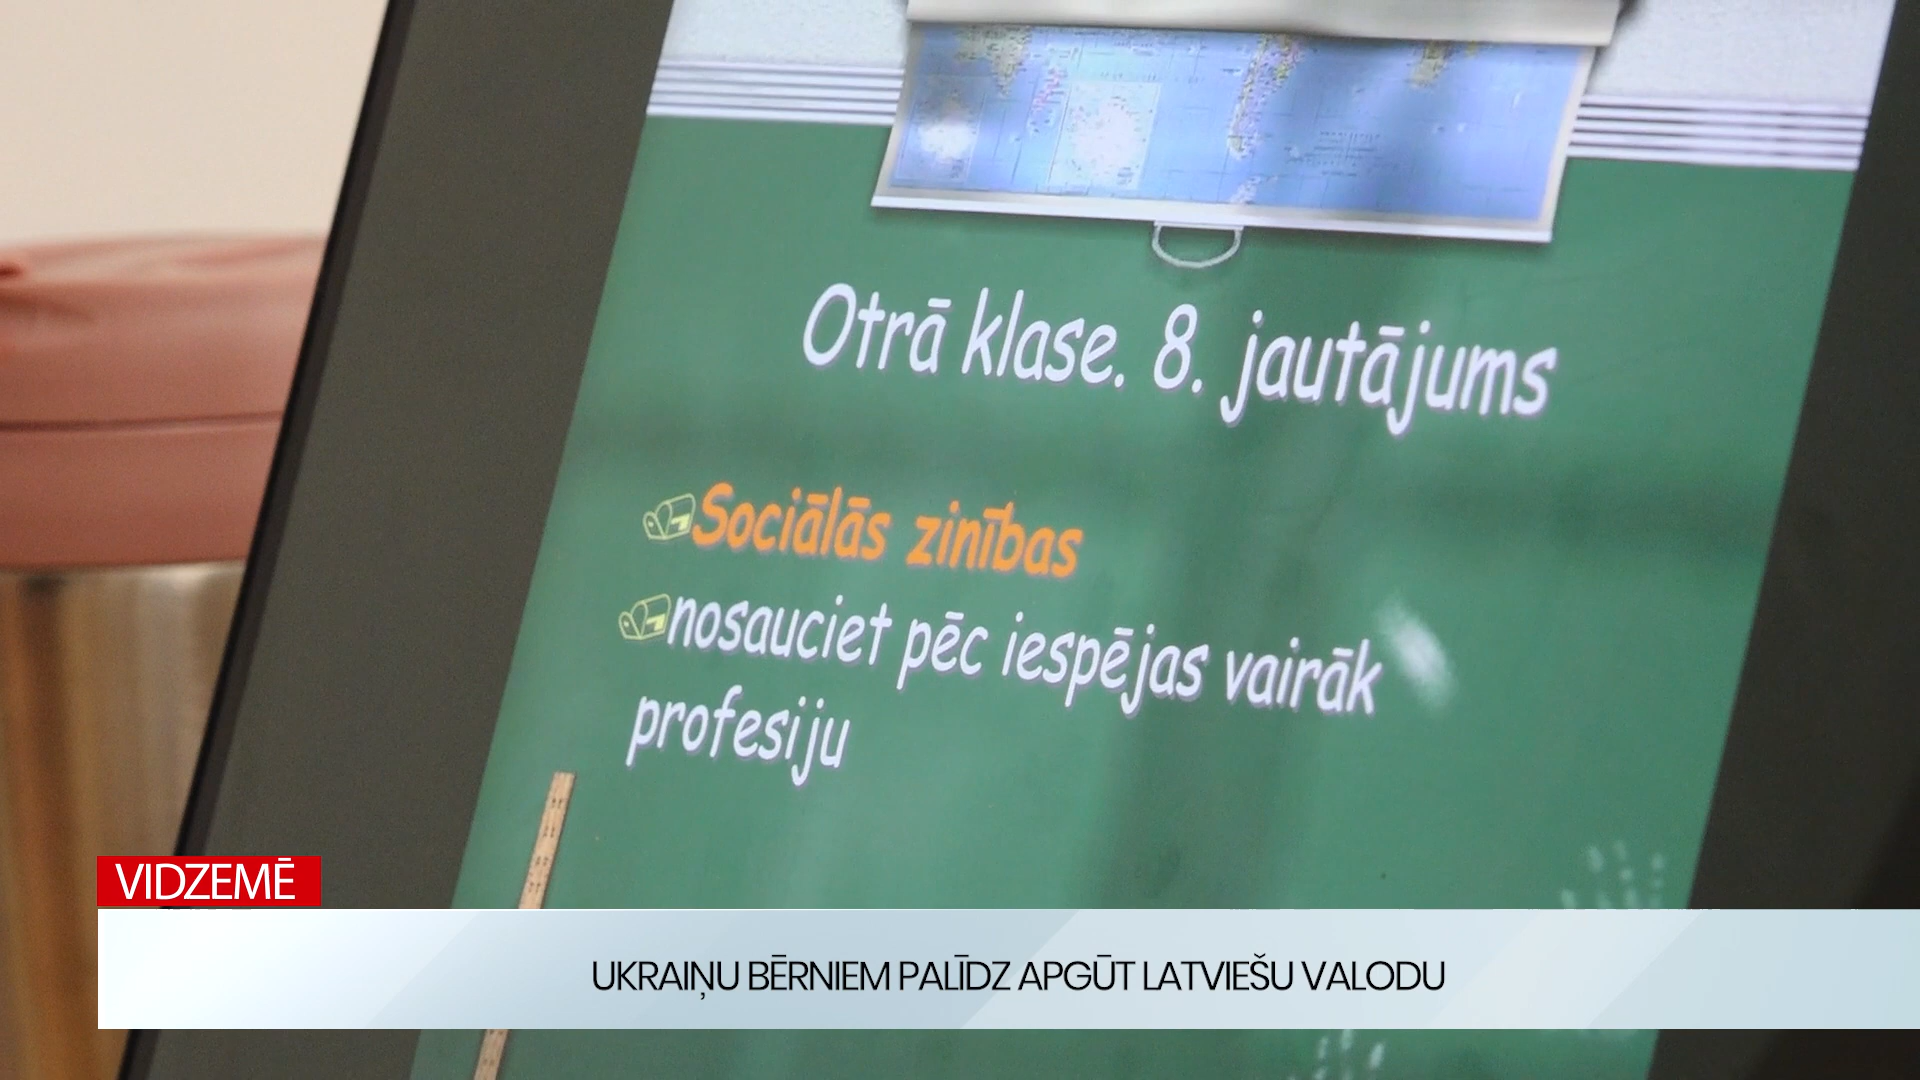 Otrā klase. 8. jautājums
Sociālās zinības
nosauciet pēc iespējas vairāk
profesiju
VIDZEMĒ
UKRAIŅU BĒRNIEM PALĪDZ APGŪT LATVIEŠU VALODU